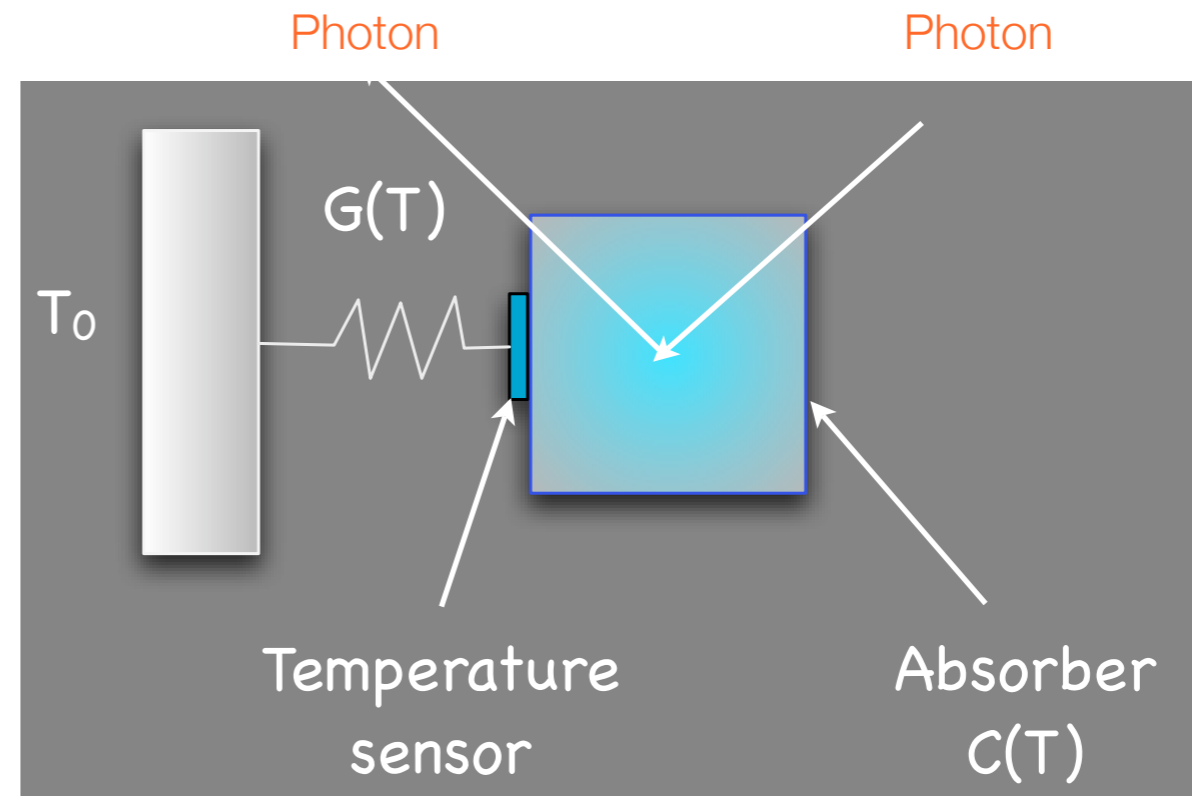 Photon
Photon
G(T)
T₀
Temperature
sensor
Absorber
C(T)